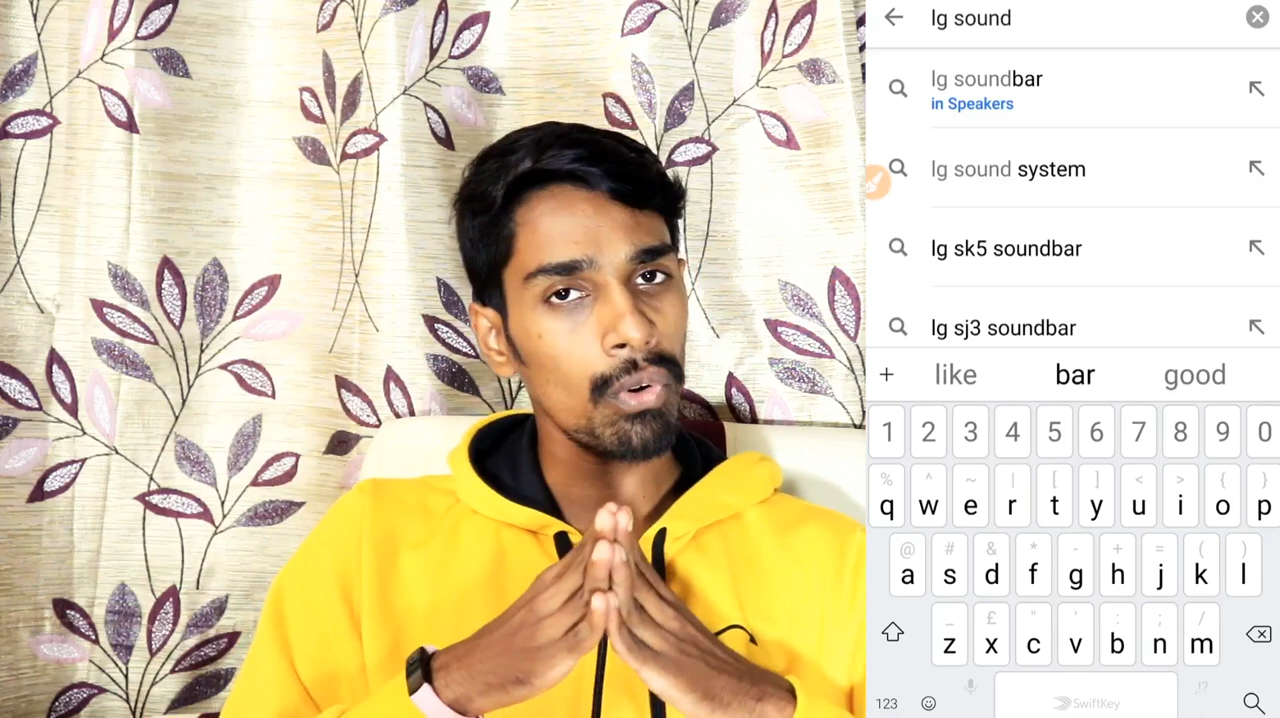 lg sound
lg soundbar
in Speakers
lg sound system
lg sk5 soundbar
lg sj3 soundbar
+ like bar good
1 2 3 4 5 6 7 8 9 0
% ^ ~ | [ ] < > { }
q w e r t y u i o p
@ # & * - + = ( )
a s d f g h j k l
_ £ " ' : ; /
z x c v b n m
,!?
123 SwiftKey